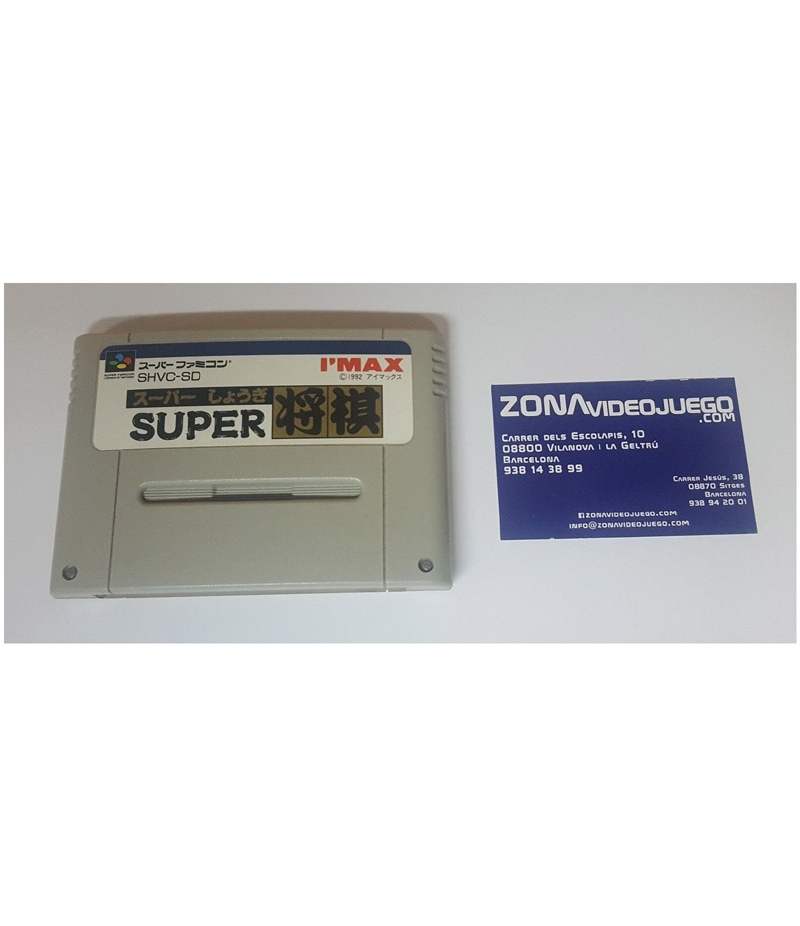 スーパーファミコン
SHVC-SD
I'MAX
©1992 アイマックス
スーパーしょうぎ
SUPER 将棋
ZONAVIDEOJUEGO
.COM
CARRER DELS ESCOLAPIS, 10
08800 VILANOVA I LA GELTRÚ
BARCELONA
938 14 38 99
CARRER JESÚS, 38
08870 SITGES
BARCELONA
938 94 20 01
ZONAVIDEOJUEGO.COM
INFO@ZONAVIDEOJUEGO.COM